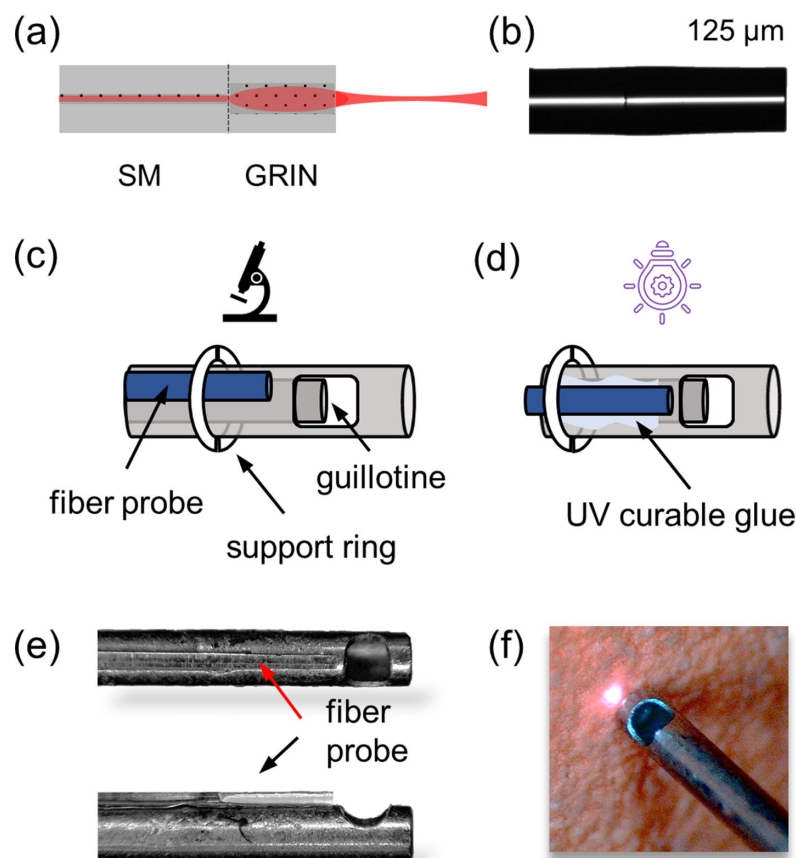 (a)
(b)
125 µm
SM
GRIN
(c)
(d)
guillotine
fiber probe
support ring
UV curable glue
(e)
(f)
fiber
probe